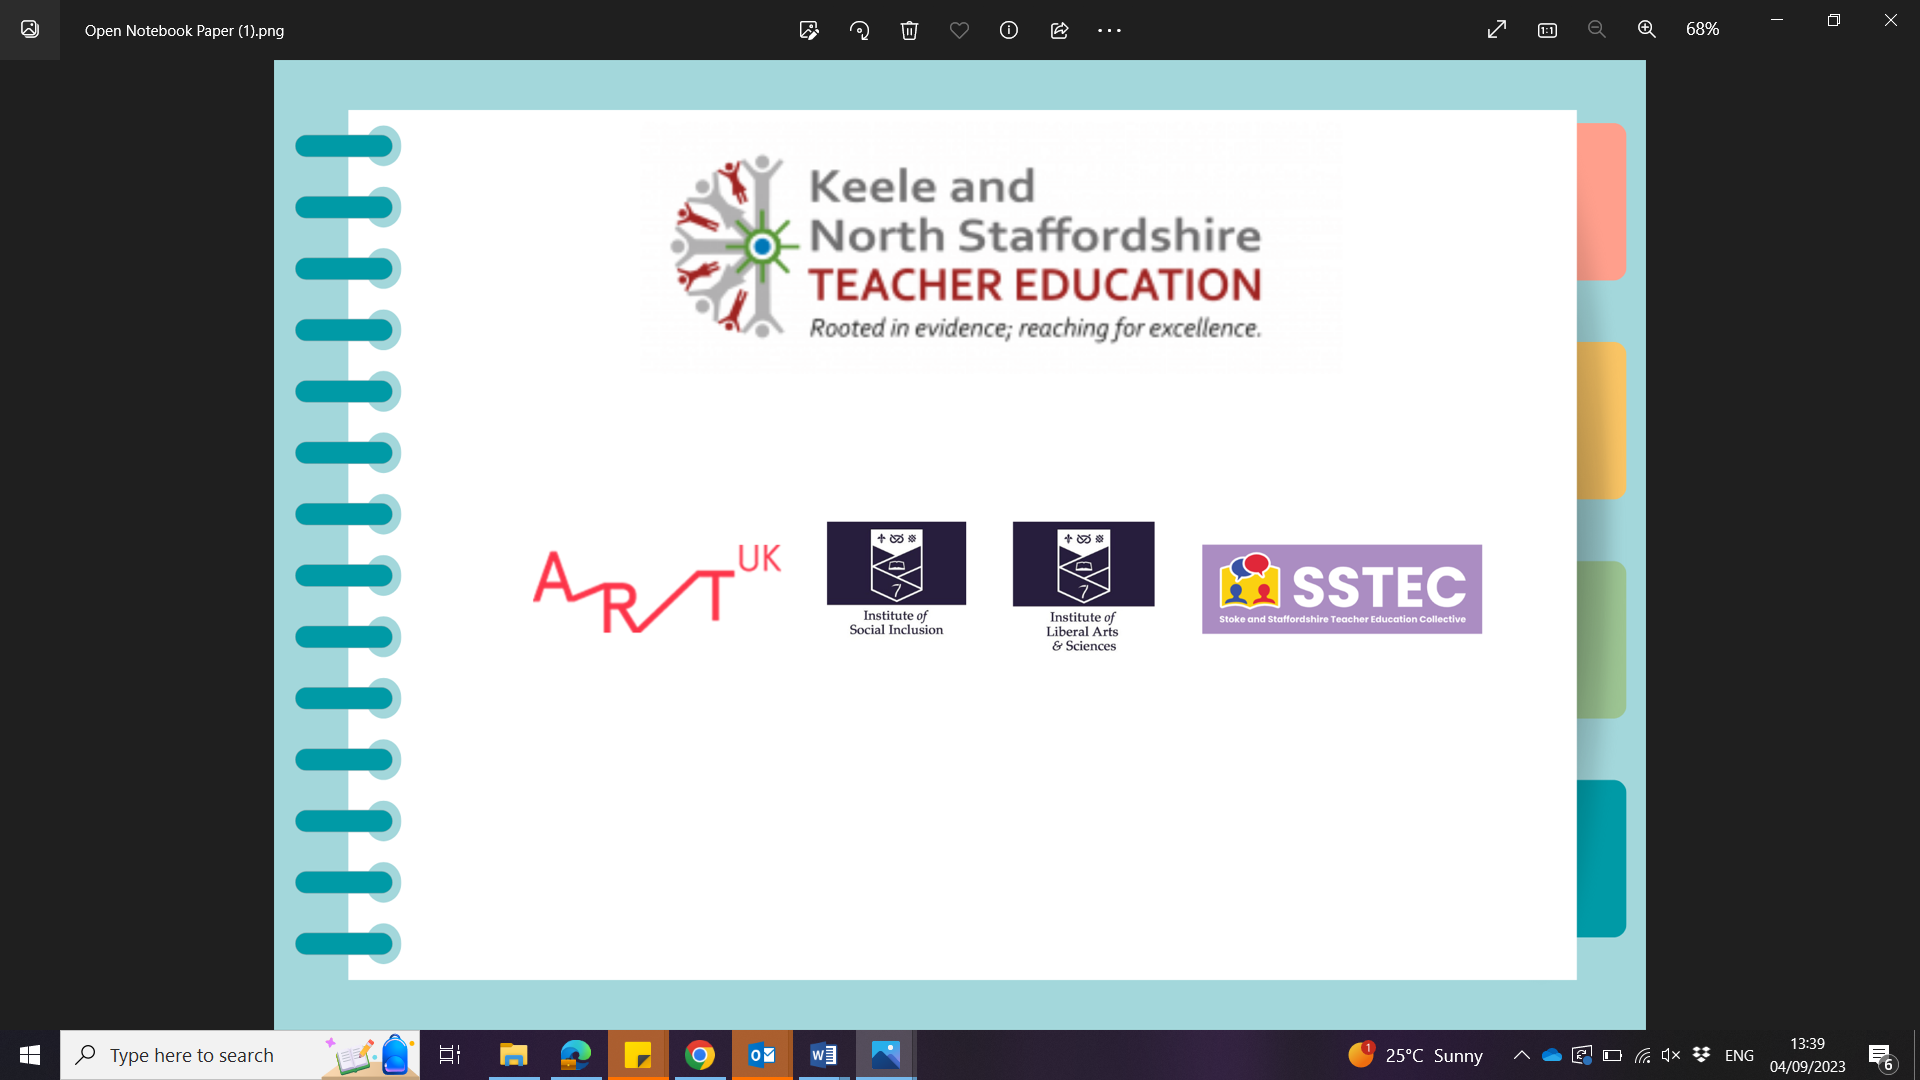 Open Notebook Paper (1).png
68%
Keele and
North Staffordshire
TEACHER EDUCATION
Rooted in evidence; reaching for excellence.
ART UK
Institute of
Social Inclusion
Institute of
Liberal Arts
& Sciences
SSTEC
Stoke and Staffordshire Teacher Education Collective
Type here to search
1
25°C Sunny
ENG
13:39
04/09/2023
6